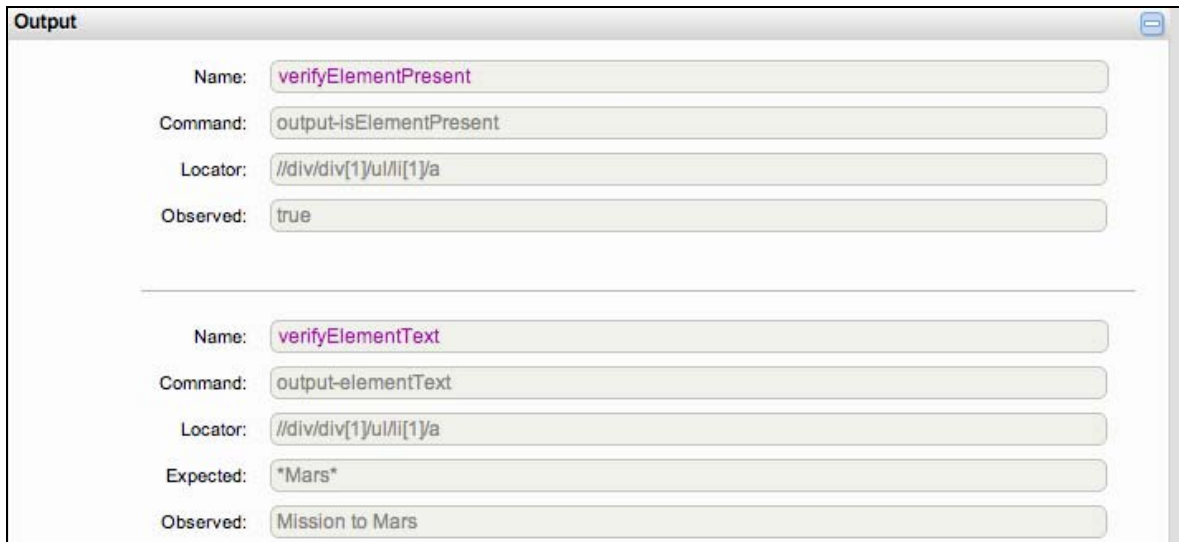 Output
Name: verifyElementPresent
Command: output-isElementPresent
Locator: //div/div[1]/ul/li[1]/a
Observed: true
Name: verifyElementText
Command: output-elementText
Locator: //div/div[1]/ul/li[1]/a
Expected: *Mars*
Observed: Mission to Mars